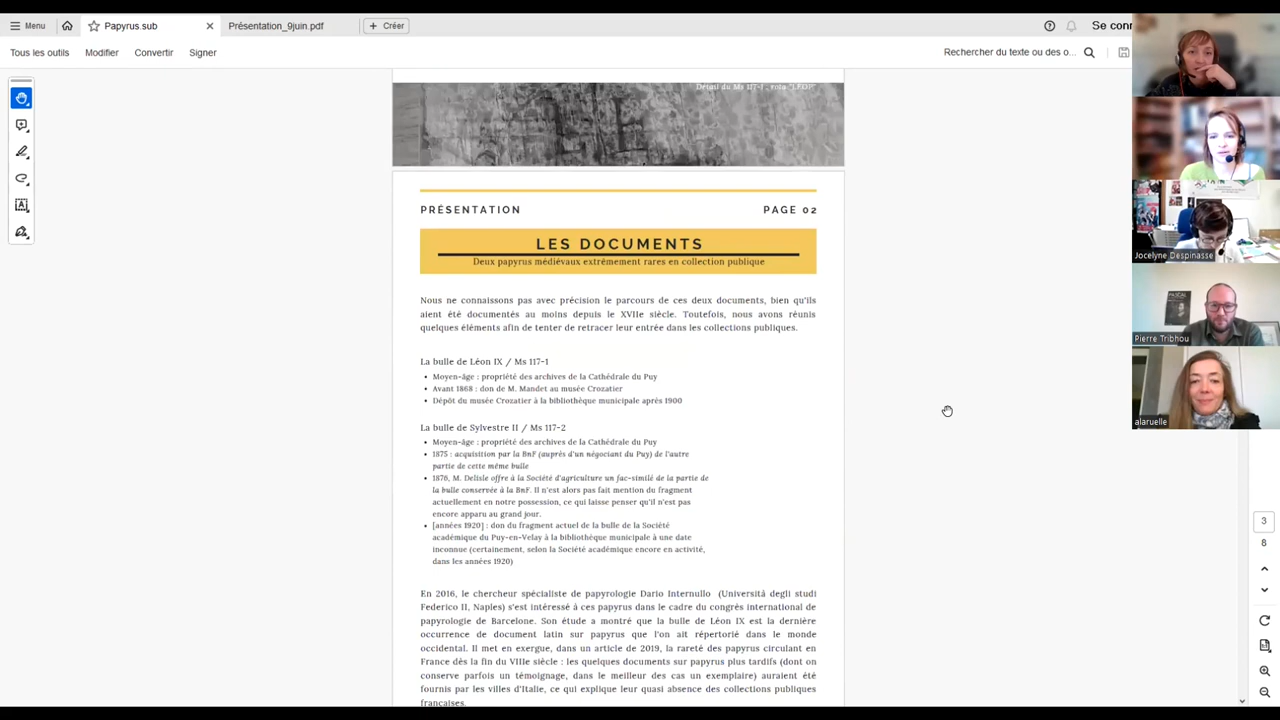 Menu
Papyrus.sub
Présentation_9juin.pdf
Créer
Se conn
Tous les outils
Modifier
Convertir
Signer
Rechercher du texte ou des o...
Détail du Ms 117-1 , rota "LEO"
PRÉSENTATION
PAGE 02
LES DOCUMENTS
Deux papyrus médiévaux extrêmement rares en collection publique
Nous ne connaissons pas avec précision le parcours de ces deux documents, bien qu'ils
aient été documentés au moins depuis le XVIIe siècle. Toutefois, nous avons réunis
quelques éléments afin de tenter de retracer leur entrée dans les collections publiques.
La bulle de Léon IX / Ms 117-1
• Moyen-âge : propriété des archives de la Cathédrale du Puy
• Avant 1868 : don de M. Mandet au musée Crozatier
• Dépôt du musée Crozatier à la bibliothèque municipale après 1900
La bulle de Sylvestre II / Ms 117-2
• Moyen-âge : propriété des archives de la Cathédrale du Puy
• 1875 : acquisition par la BnF (auprès d'un négociant du Puy) de l'autre
partie de cette même bulle
• 1876, M. Delisle offre à la Société d'agriculture un fac-similé de la partie de
la bulle conservée à la BnF. Il n'est alors pas fait mention du fragment
actuellement en notre possession, ce qui laisse penser qu'il n'est pas
encore apparu au grand jour.
• [années 1920] : don du fragment actuel de la bulle de la Société
académique du Puy-en-Velay à la bibliothèque municipale à une date
inconnue (certainement, selon la Société académique encore en activité,
dans les années 1920)
En 2016, le chercheur spécialiste de papyrologie Dario Internullo (Università degli studi
Federico II, Naples) s'est intéressé à ces papyrus dans le cadre du congrès international de
papyrologie de Barcelone. Son étude a montré que la bulle de Léon IX est la dernière
occurrence de document latin sur papyrus que l'on ait répertorié dans le monde
occidental. Il met en exergue, dans un article de 2019, la rareté des papyrus circulant en
France dès la fin du VIIIe siècle : les quelques documents sur papyrus plus tardifs (dont on
conserve parfois un témoignage, dans le meilleur des cas un exemplaire) auraient été
fournis par les villes d'Italie, ce qui explique leur quasi absence des collections publiques
françaises.
Jocelyne Despinasse
PASCAL
Pierre Tribhou
alaruelle
3
8